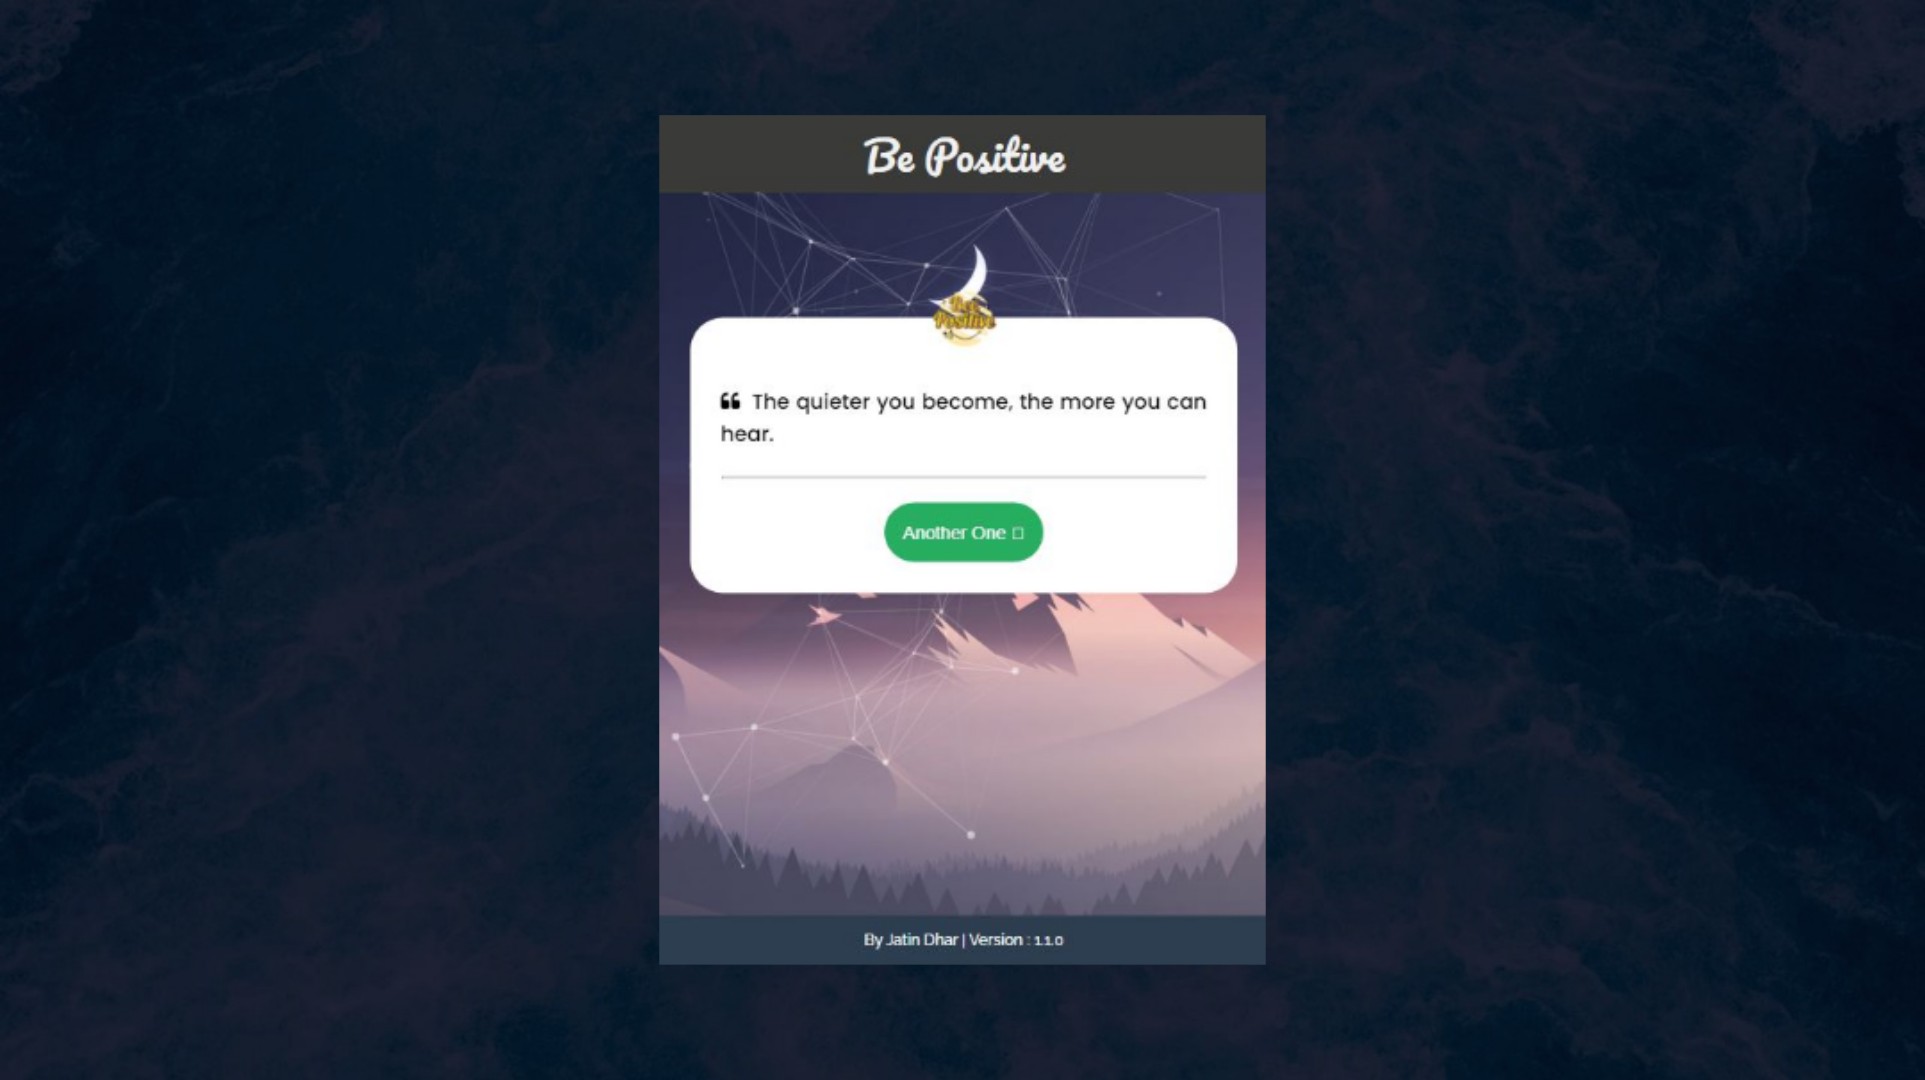 Be Positive
Be
Positive
❝ The quieter you become, the more you can
hear.
Another One □
By Jatin Dhar | Version : 1.1.0